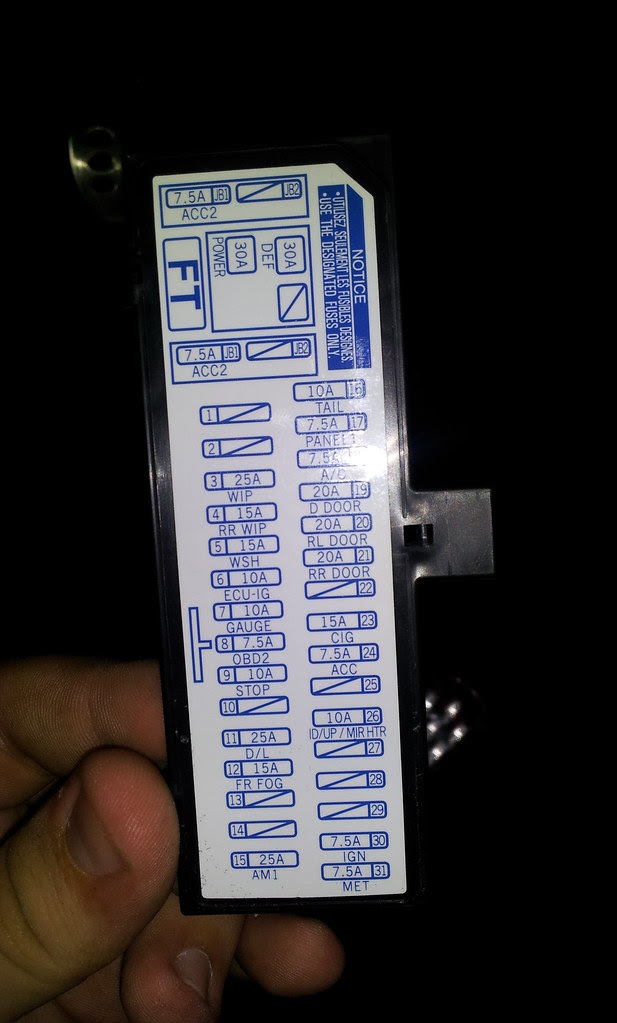 7.5A JB1 JB2
ACC2
NOTICE
• UTILISEZ SEULEMENT LES FUSIBLES DESIGNES.
• USE THE DESIGNATED FUSES ONLY.
30A
POWER
30A
DEF
FT
7.5A JB1 JB2
ACC2
1
2
3 25A
WIP
4 15A
RR WIP
5 15A
WSH
6 10A
ECU-IG
7 10A
GAUGE
8 7.5A
OBD2
9 10A
STOP
10
11 25A
D/L
12 15A
FR FOG
13
14
15 25A
AM1
10A 16
TAIL
7.5A 17
PANEL1
7.5A
A/C
20A 19
D DOOR
20A 20
RL DOOR
20A 21
RR DOOR
22
15A 23
CIG
7.5A 24
ACC
25
10A 26
ID/UP / MIR HTR
27
28
29
7.5A 30
IGN
7.5A 31
MET